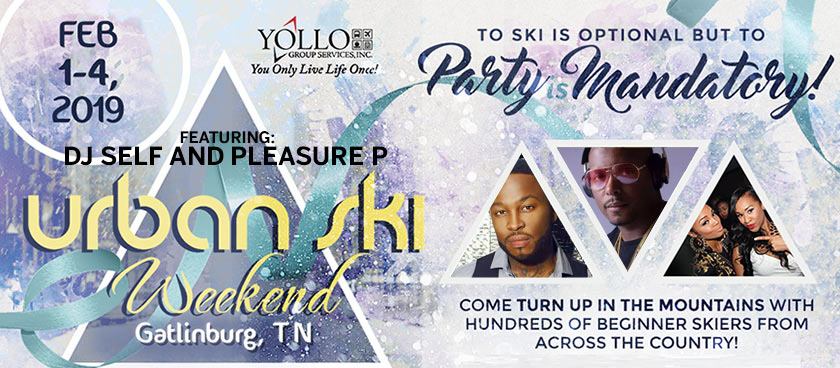 FEB
1-4,
2019
YOLLO
GROUP SERVICES, INC.
You Only Live Life Once!
FEATURING:
DJ SELF AND PLEASURE P
urban ski
Weekend
Gatlinburg, TN
TO SKI IS OPTIONAL BUT TO
Party is Mandatory!
COME TURN UP IN THE MOUNTAINS WITH
HUNDREDS OF BEGINNER SKIERS FROM
ACROSS THE COUNTRY!